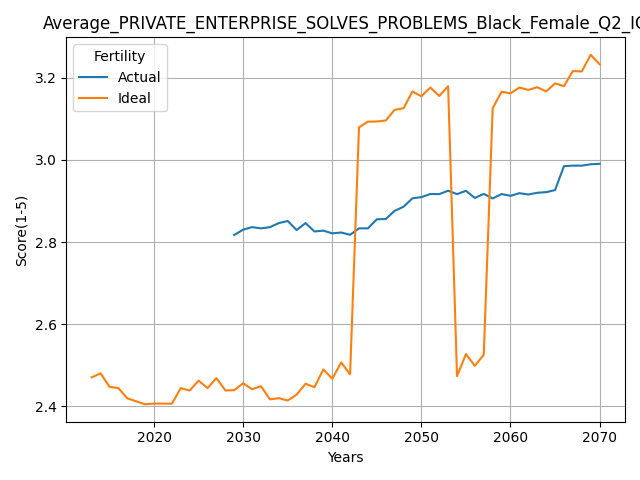 Average_PRIVATE_ENTERPRISE_SOLVES_PROBLEMS_Black_Female_Q2_IC
Fertility
Actual
Ideal
Score(1-5)
3.2
3.0
2.8
2.6
2.4
2020 2030 2040 2050 2060 2070
Years